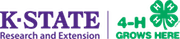 K-STATE
Research and Extension
4-H
GROWS HERE
H H
H H